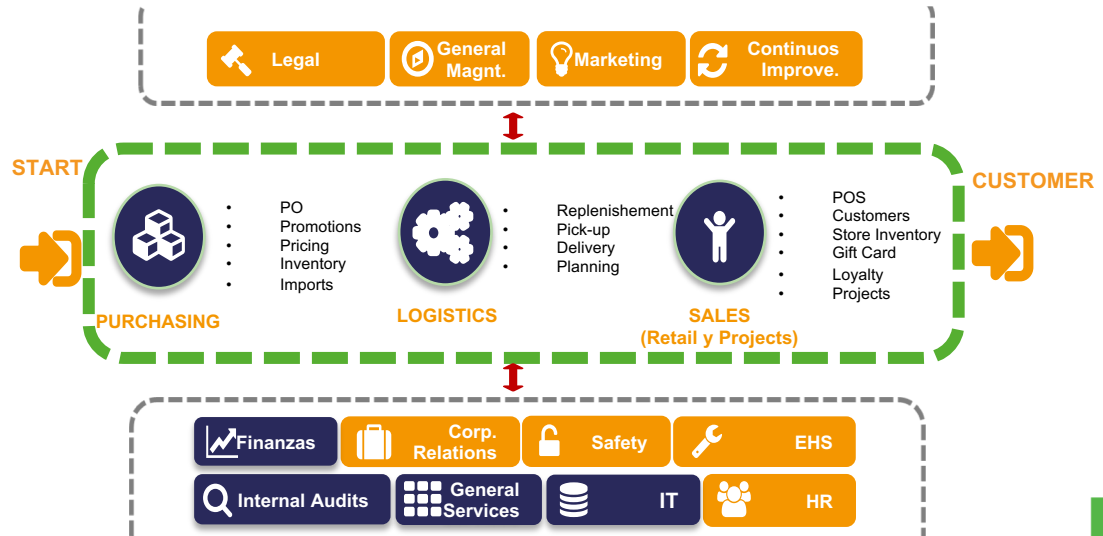 Legal
General
Magnt.
Marketing
Continuos
Improve.
START
CUSTOMER
PO
Promotions
Pricing
Inventory
Imports
PURCHASING
Replenishement
Pick-up
Delivery
Planning
LOGISTICS
POS
Customers
Store Inventory
Gift Card
Loyalty
Projects
SALES
(Retail y Projects)
Finanzas
Corp.
Relations
Safety
EHS
Internal Audits
General
Services
IT
HR